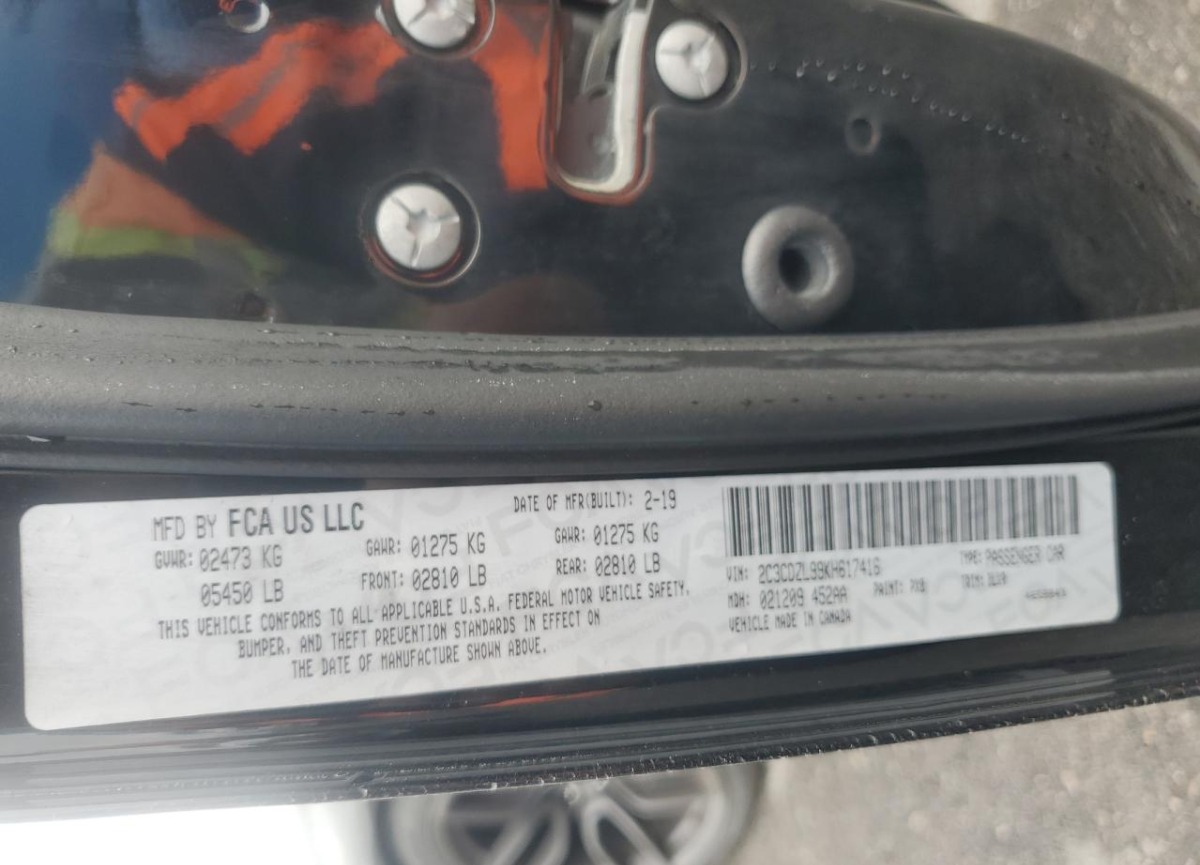 MFD BY FCA US LLC
DATE OF MFR(BUILT): 2-19
GVWR: 02473 KG GAWR: 01275 KG GAWR: 01275 KG
05450 LB FRONT: 02810 LB REAR: 02810 LB
THIS VEHICLE CONFORMS TO ALL APPLICABLE U.S.A. FEDERAL MOTOR VEHICLE SAFETY,
BUMPER, AND THEFT PREVENTION STANDARDS IN EFFECT ON
THE DATE OF MANUFACTURE SHOWN ABOVE.
VIN: 2C3CDZL99KH617416 TYPE: PASSENGER CAR
MDH: 021209 452AA PAINT: PX8 TRIM:
VEHICLE MADE IN CANADA